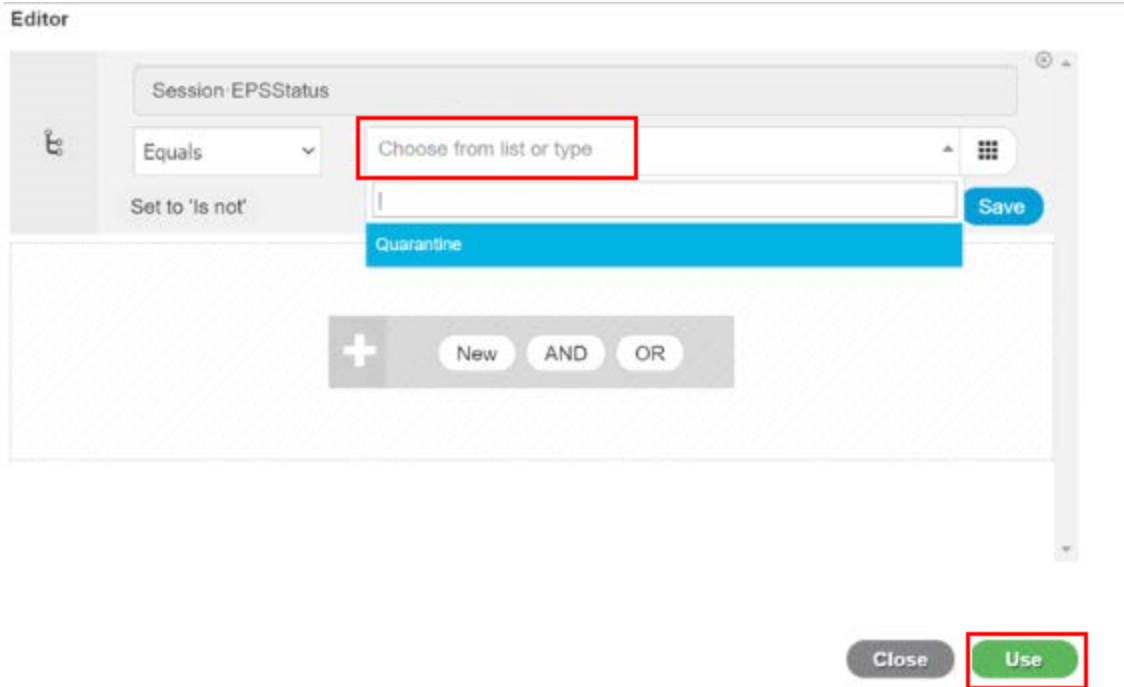 Editor
Session·EPSStatus
Equals Choose from list or type
Set to 'Is not' Save
Quarantine
New AND OR
Close Use